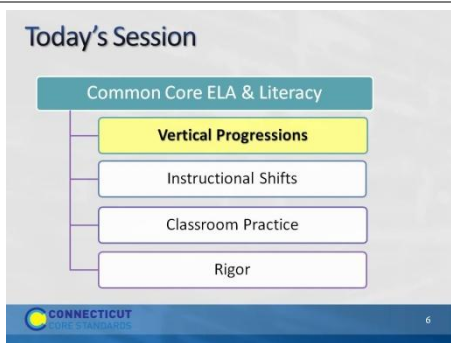 Today's Session
Common Core ELA & Literacy
Vertical Progressions
Instructional Shifts
Classroom Practice
Rigor
CONNECTICUT
CORE STANDARDS
6